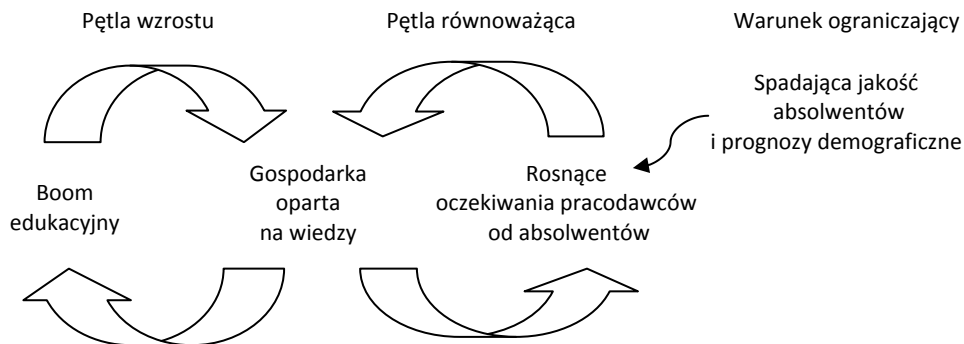 Pętla wzrostu
Pętla równoważąca
Warunek ograniczający
Spadająca jakość
absolwentów
i prognozy demograficzne
Boom
edukacyjny
Gospodarka
oparta
na wiedzy
Rosnące
oczekiwania pracodawców
od absolwentów